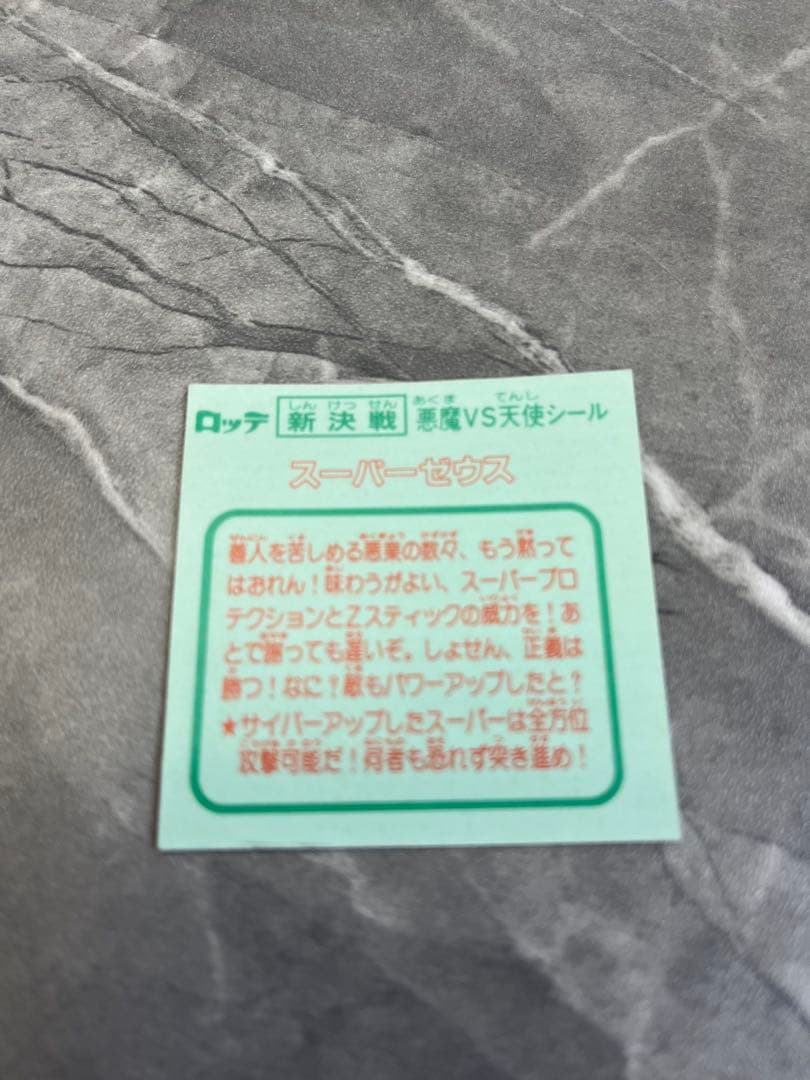 ロッテ 新決戦 悪魔VS天使シール
スーパーゼウス
善人を苦しめる悪業の数々、もう黙って
はおれん！味わうがよい、スーパープロ
テクションとZスティックの威力を！あ
とで謝っても遅いぞ。しょせん、正義は
勝つ！なに？敵もパワーアップしたと？
★サイバーアップしたスーパーは全方位
攻撃可能だ！何者も恐れず突き進め！